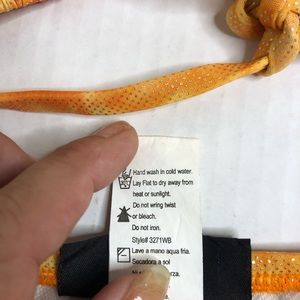 Hand wash in cold water.
Lay Flat to dry away from
heat or sunlight.
Do not wring twist
or bleach.
Do not iron.
Style# 3271WB
Lave a mano aqua fria.
Secadora a sol